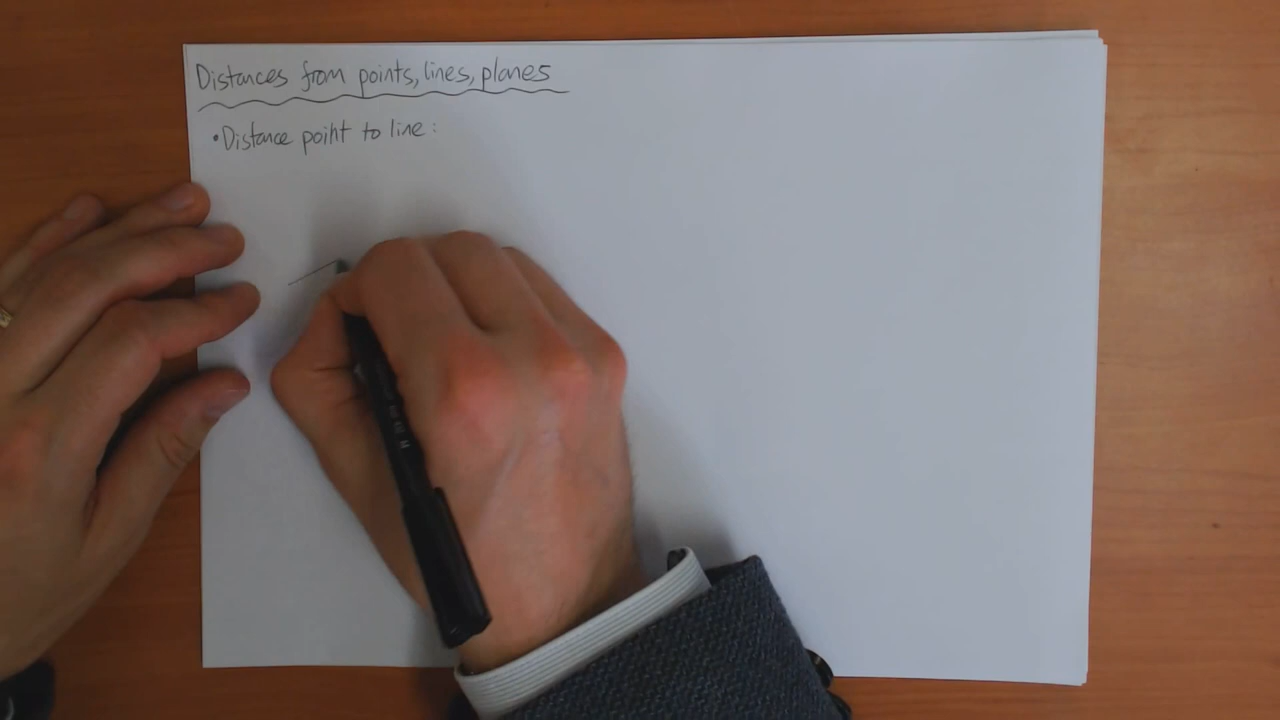 Distances from points, lines, planes
• Distance point to line :